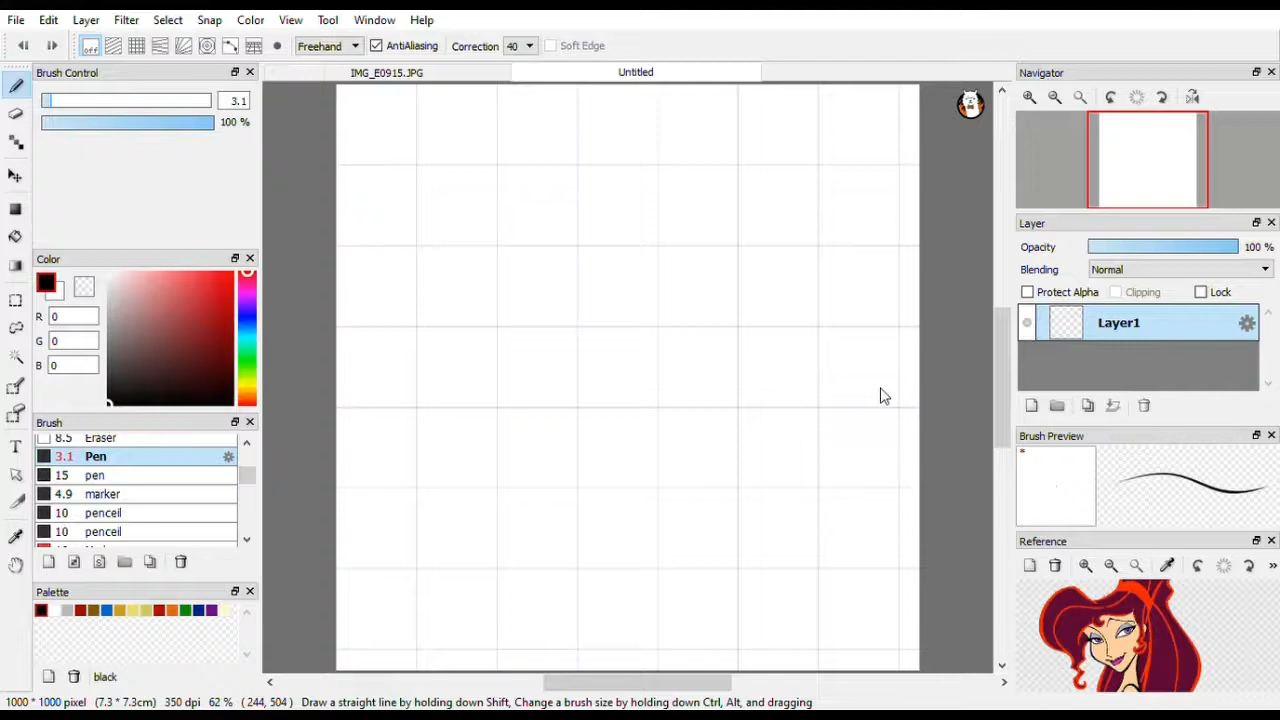 File Edit Layer Filter Select Snap Color View Tool Window Help
off Freehand AntiAliasing Correction 40 Soft Edge
Brush Control
3.1
100 %
Color
R 0
G 0
B 0
Brush
8.5 Eraser
3.1 Pen
15 pen
4.9 marker
10 penceil
10 penceil
Palette
black
IMG_E0915.JPG Untitled
Navigator
Layer
Opacity 100 %
Blending Normal
Protect Alpha Clipping Lock
Layer1
Brush Preview
*
Reference
»
1000 * 1000 pixel (7.3 * 7.3cm) 350 dpi 62 % ( 244, 504 ) Draw a straight line by holding down Shift, Change a brush size by holding down Ctrl, Alt, and dragging